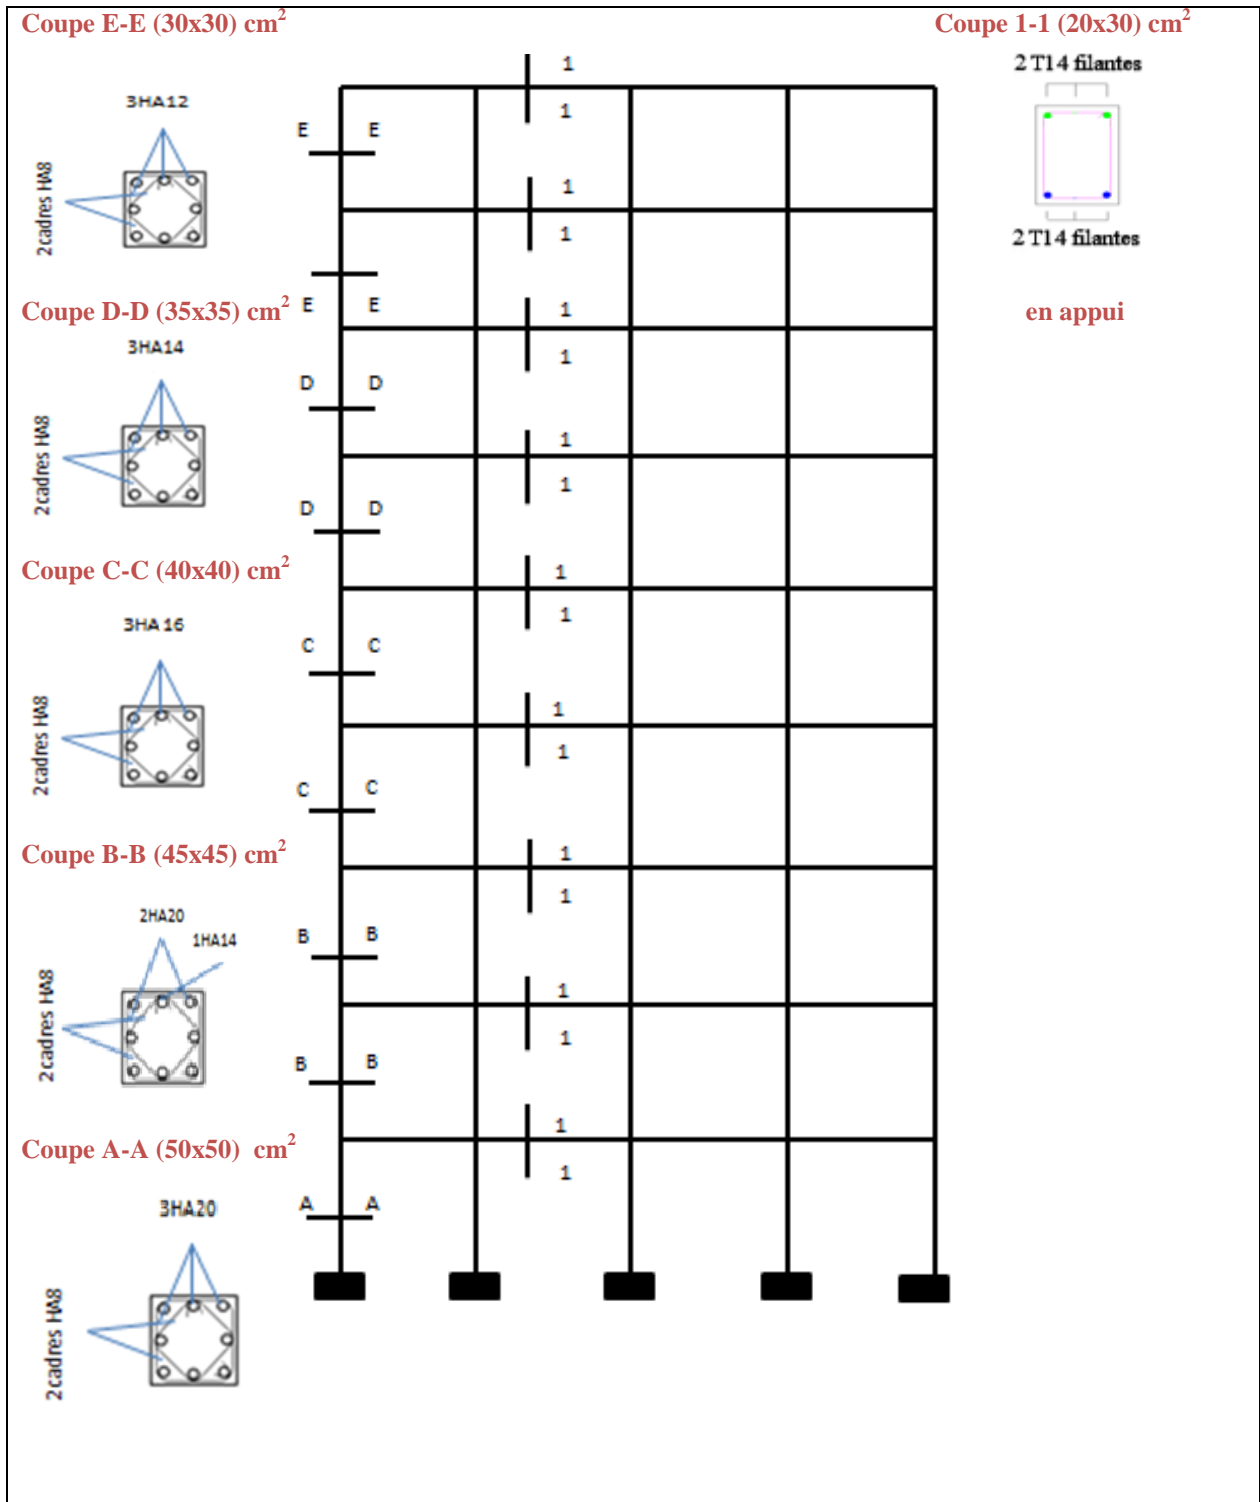 Coupe E-E (30x30) cm²
Coupe 1-1 (20x30) cm²
2 T14 filantes
2 T14 filantes
en appui
3HA12
2cadres HA8
Coupe D-D (35x35) cm²
3HA14
2cadres HA8
Coupe C-C (40x40) cm²
3HA 16
2cadres HA8
Coupe B-B (45x45) cm²
2HA20
1HA14
2cadres HA8
Coupe A-A (50x50) cm²
3HA20
2cadres HA8
1
1
E E
1
1
E E
1
1
D D
1
1
D D
1
1
C C
1
1
C C
1
1
B B
1
1
B B
1
1
A A